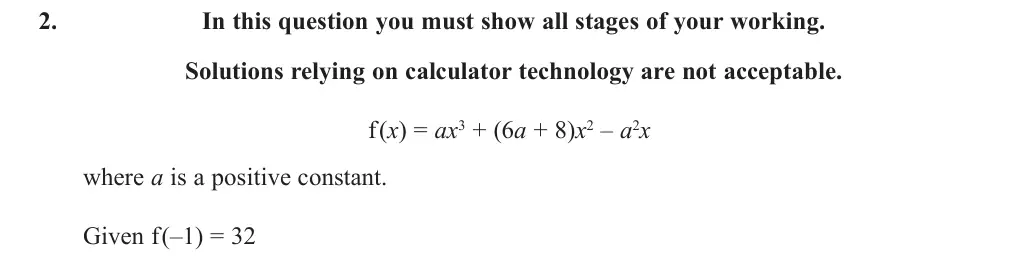 2. In this question you must show all stages of your working.
Solutions relying on calculator technology are not acceptable.
f(x) = ax³ + (6a + 8)x² – a²x
where a is a positive constant.
Given f(–1) = 32